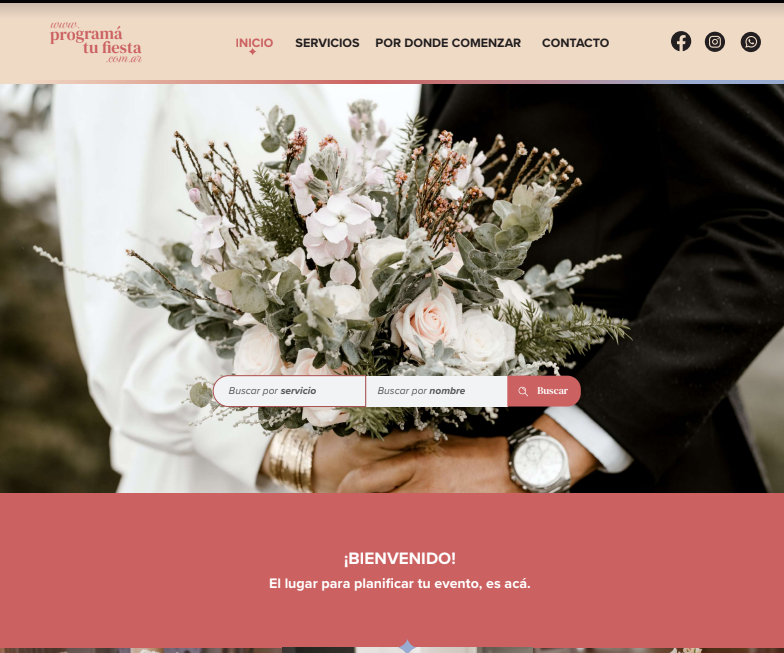 www.
programá
tu fiesta
.com.ar
INICIO
SERVICIOS
POR DONDE COMENZAR
CONTACTO
Buscar por servicio
Buscar por nombre
Buscar
¡BIENVENIDO!
El lugar para planificar tu evento, es acá.